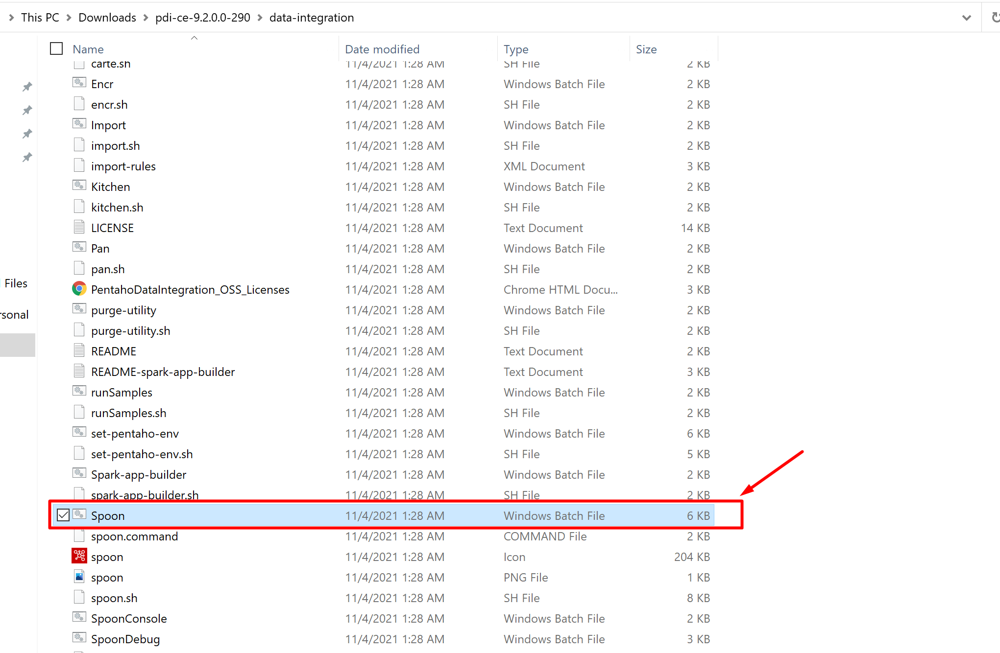 This PC > Downloads > pdi-ce-9.2.0.0-290 > data-integration
Name Date modified Type Size
carte.sh 11/4/2021 1:28 AM SH File 2 KB
Encr 11/4/2021 1:28 AM Windows Batch File 2 KB
encr.sh 11/4/2021 1:28 AM SH File 2 KB
Import 11/4/2021 1:28 AM Windows Batch File 2 KB
import.sh 11/4/2021 1:28 AM SH File 2 KB
import-rules 11/4/2021 1:28 AM XML Document 3 KB
Kitchen 11/4/2021 1:28 AM Windows Batch File 2 KB
kitchen.sh 11/4/2021 1:28 AM SH File 2 KB
LICENSE 11/4/2021 1:28 AM Text Document 14 KB
Pan 11/4/2021 1:28 AM Windows Batch File 2 KB
pan.sh 11/4/2021 1:28 AM SH File 2 KB
Files
PentahoDataIntegration_OSS_Licenses 11/4/2021 1:28 AM Chrome HTML Docu... 3 KB
purge-utility 11/4/2021 1:28 AM Windows Batch File 2 KB
rsonal
purge-utility.sh 11/4/2021 1:28 AM SH File 2 KB
README 11/4/2021 1:28 AM Text Document 2 KB
README-spark-app-builder 11/4/2021 1:28 AM Text Document 3 KB
runSamples 11/4/2021 1:28 AM Windows Batch File 2 KB
runSamples.sh 11/4/2021 1:28 AM SH File 2 KB
set-pentaho-env 11/4/2021 1:28 AM Windows Batch File 6 KB
set-pentaho-env.sh 11/4/2021 1:28 AM SH File 5 KB
Spark-app-builder 11/4/2021 1:28 AM Windows Batch File 2 KB
spark-app-builder.sh 11/4/2021 1:28 AM SH File 2 KB
Spoon 11/4/2021 1:28 AM Windows Batch File 6 KB
spoon.command 11/4/2021 1:28 AM COMMAND File 2 KB
spoon 11/4/2021 1:28 AM Icon 204 KB
spoon 11/4/2021 1:28 AM PNG File 1 KB
spoon.sh 11/4/2021 1:28 AM SH File 8 KB
SpoonConsole 11/4/2021 1:28 AM Windows Batch File 2 KB
SpoonDebug 11/4/2021 1:28 AM Windows Batch File 3 KB